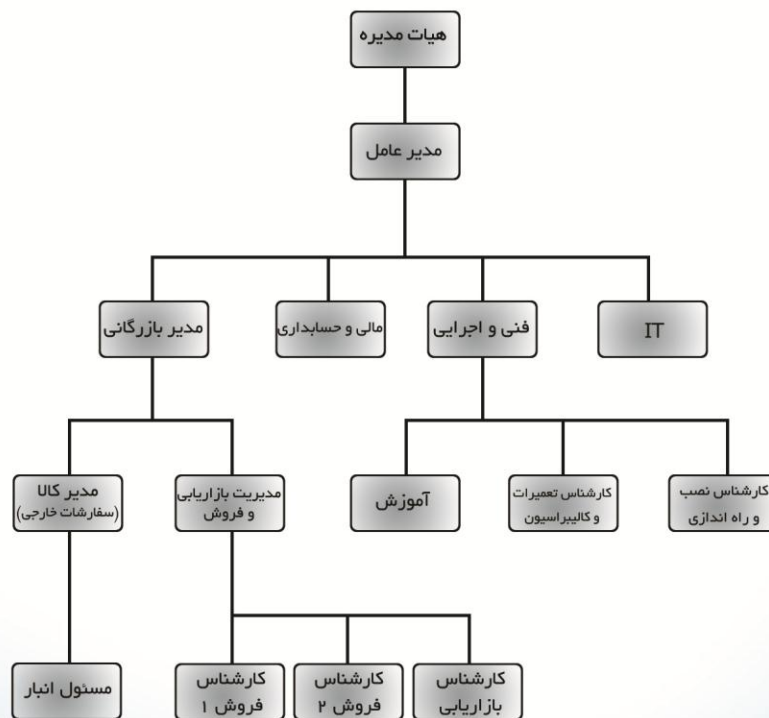 هیات مدیره
مدیر عامل
IT
فنی و اجرایی
مالی و حسابداری
مدیر بازرگانی
کارشناس نصب
و راه اندازی
کارشناس تعمیرات
و کالیبراسیون
آموزش
مدیریت بازاریابی
و فروش
مدیر کالا
(سفارشات خارجی)
کارشناس
بازاریابی
کارشناس
فروش ۲
کارشناس
فروش ۱
مسئول انبار